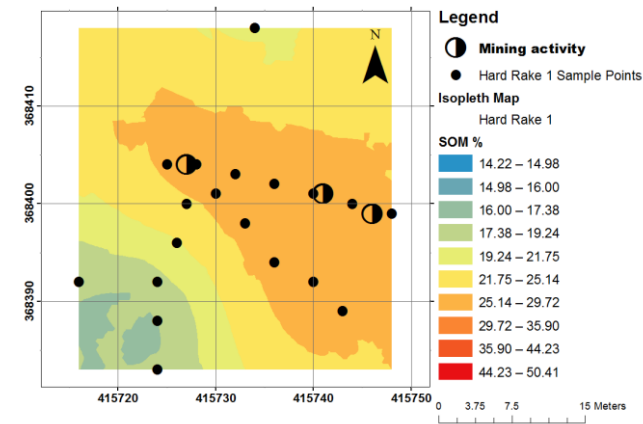 Legend
N
Mining activity
Hard Rake 1 Sample Points
Isopleth Map
Hard Rake 1
SOM %
14.22 – 14.98
14.98 – 16.00
16.00 – 17.38
17.38 – 19.24
19.24 – 21.75
21.75 – 25.14
25.14 – 29.72
29.72 – 35.90
35.90 – 44.23
44.23 – 50.41
368410
368400
368390
415720 415730 415740 415750
0 3.75 7.5 15 Meters